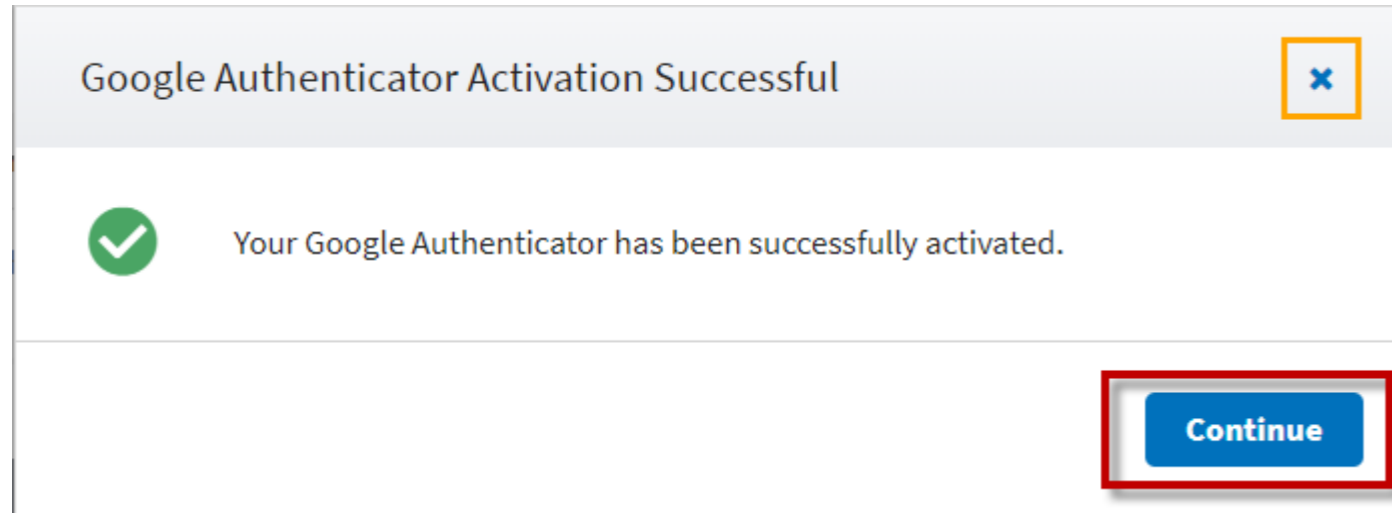 Google Authenticator Activation Successful
Your Google Authenticator has been successfully activated.
Continue